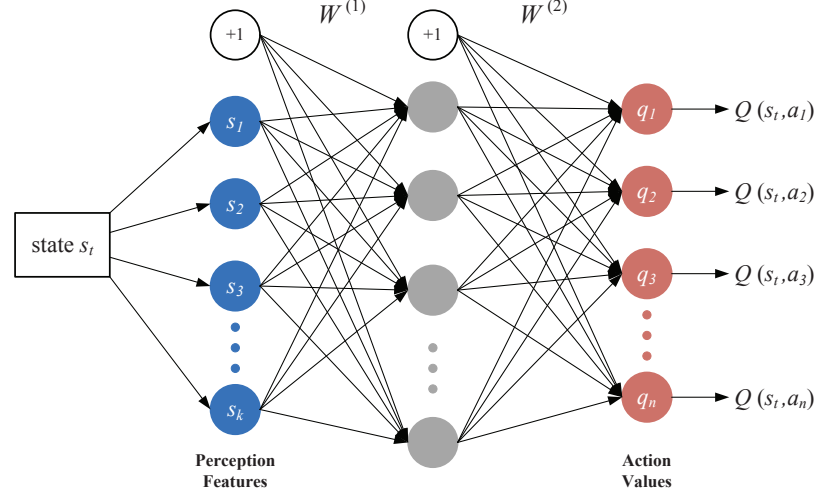 W(1)
W(2)
+1
+1
s1
q1
Q (st,a1)
s2
q2
Q (st,a2)
state st
s3
q3
Q (st,a3)
sk
qn
Q (st,an)
Perception
Features
Action
Values